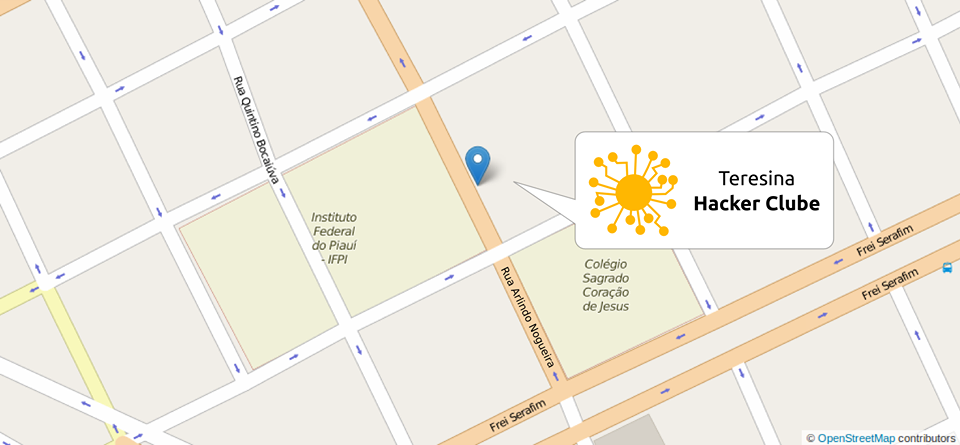 Rua Quintino Bocaiúva
Instituto
Federal
do Piauí
- IFPI
Teresina
Hacker Clube
Colégio
Sagrado
Coração
de Jesus
Rua Arlindo Nogueira
Frei Serafim
Frei Serafim
Frei Serafim
© OpenStreetMap contributors